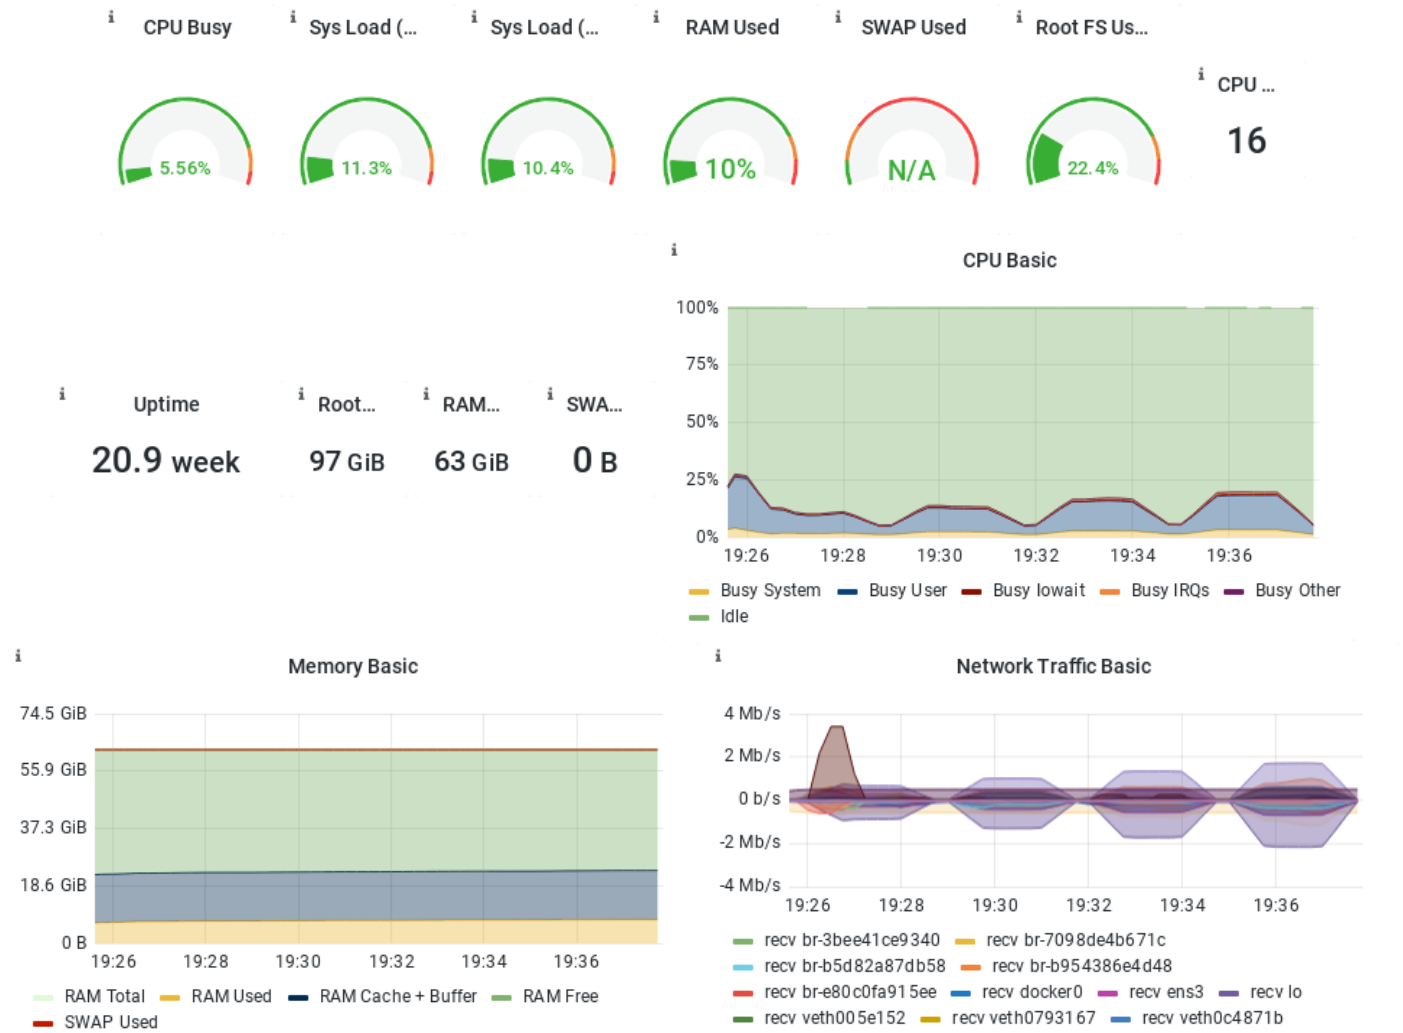 CPU Busy
Sys Load (...
Sys Load (...
RAM Used
SWAP Used
Root FS Us...
CPU ...
5.56%
11.3%
10.4%
10%
N/A
22.4%
16
Uptime
Root...
RAM...
SWA...
20.9 week
97 GiB
63 GiB
0 B
CPU Basic
100%
75%
50%
25%
0%
19:26 19:28 19:30 19:32 19:34 19:36
Busy System Busy User Busy Iowait Busy IRQs Busy Other
Idle
Memory Basic
74.5 GiB
55.9 GiB
37.3 GiB
18.6 GiB
0 B
19:26 19:28 19:30 19:32 19:34 19:36
RAM Total RAM Used RAM Cache + Buffer RAM Free
SWAP Used
Network Traffic Basic
4 Mb/s
2 Mb/s
0 b/s
-2 Mb/s
-4 Mb/s
19:26 19:28 19:30 19:32 19:34 19:36
recv br-3bee41ce9340 recv br-7098de4b671c
recv br-b5d82a87db58 recv br-b954386e4d48
recv br-e80c0fa915ee recv docker0 recv ens3 recv lo
recv veth005e152 recv veth0793167 recv veth0c4871b